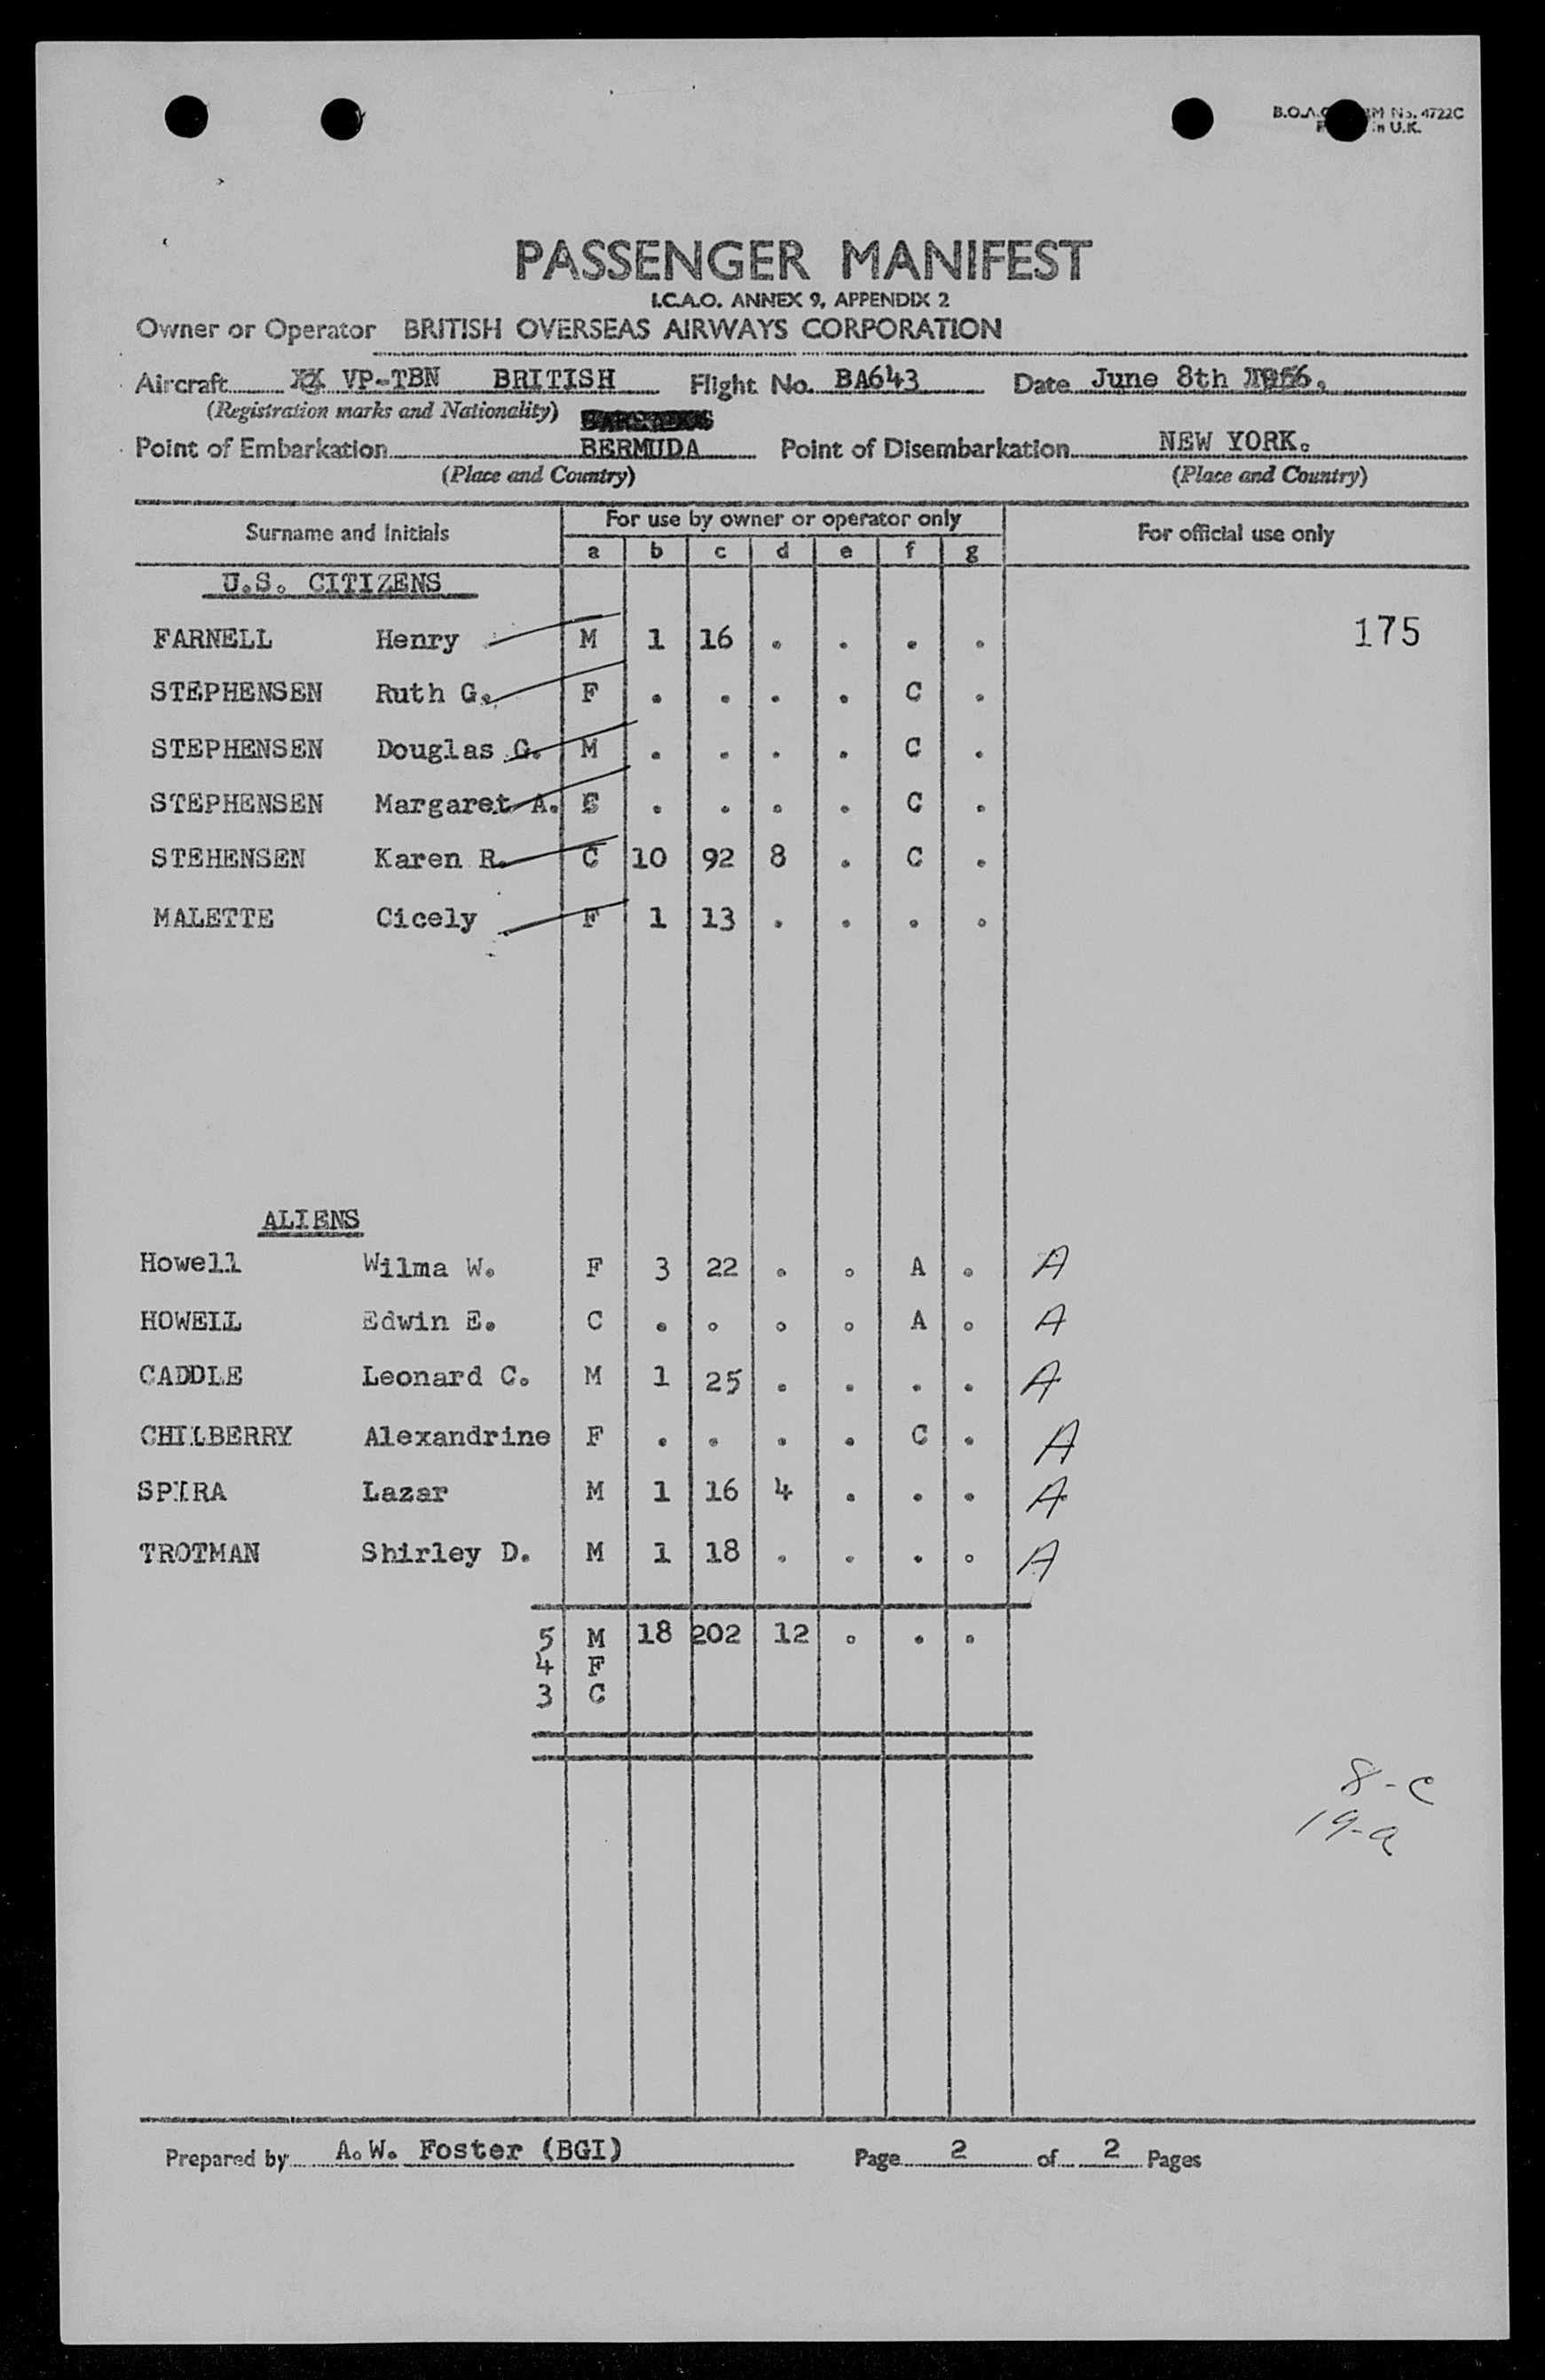 B.O.A.C. No. 4722C
in U.K.
PASSENGER MANIFEST
I.C.A.O. ANNEX 9, APPENDIX 2
Owner or Operator BRITISH OVERSEAS AIRWAYS CORPORATION
Aircraft VP-TBN BRITISH Flight No. BA643 Date June 8th 1956.
(Registration marks and Nationality)
Point of Embarkation BERMUDA Point of Disembarkation NEW YORK.
(Place and Country) (Place and Country)
Surname and Initials For use by owner or operator only For official use only
a b c d e f g
U.S. CITIZENS
FARNELL Henry M 1 16 . . . . 175
STEPHENSEN Ruth G. F . . . . C .
STEPHENSEN Douglas G. M . . . . C .
STEPHENSEN Margaret A. C . . . . C .
STEHENSEN Karen R. C 10 92 8 . C .
MALETTE Cicely F 1 13 . . . .
ALIENS
Howell Wilma W. F 3 22 . . A . A
HOWELL Edwin E. C . . . . A . A
CADDLE Leonard C. M 1 25 . . . . A
CHILBERRY Alexandrine F . . . . C . A
SPIRA Lazar M 1 16 4 . . . A
TROTMAN Shirley D. M 1 18 . . . . A
5 M 18 202 12 . . .
4 F
3 C
8-c
19-a
Prepared by A.W. Foster (BGI) Page 2 of 2 Pages